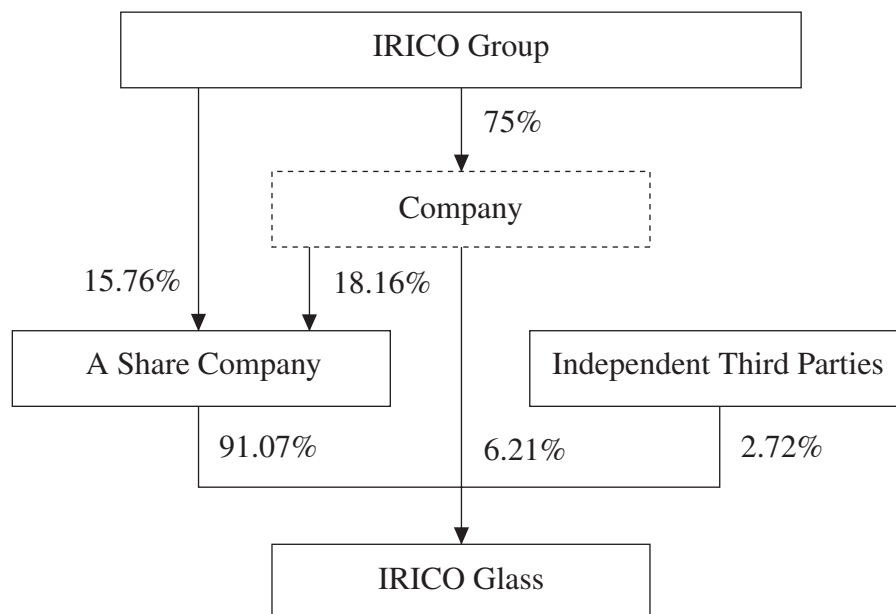 IRICO Group
75%
Company
15.76%
18.16%
A Share Company
Independent Third Parties
91.07%
6.21%
2.72%
IRICO Glass